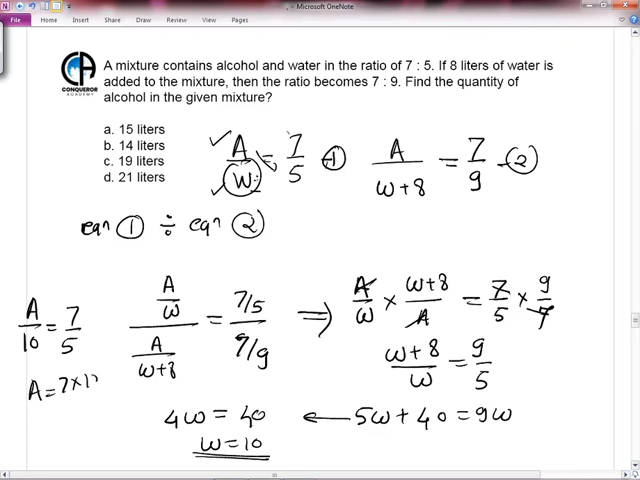 Microsoft OneNote
File Home Insert Share Draw Review View
CONQUEROR
ACADEMY
A mixture contains alcohol and water in the ratio of 7 : 5. If 8 liters of water is
added to the mixture, then the ratio becomes 7 : 9. Find the quantity of
alcohol in the given mixture?
a. 15 liters
b. 14 liters
c. 19 liters
d. 21 liters
A/W = 7/5 - 1
A/(W+8) = 7/9 - 2
eqn 1 ÷ eqn 2
(A/W)/(A/(W+8)) = (7/5)/(7/9) ⇒ A/W × (W+8)/A = 7/5 × 9/7
(W+8)/W = 9/5
5W + 40 = 9W
4W = 40
W = 10
A/10 = 7/5
A = 7×1